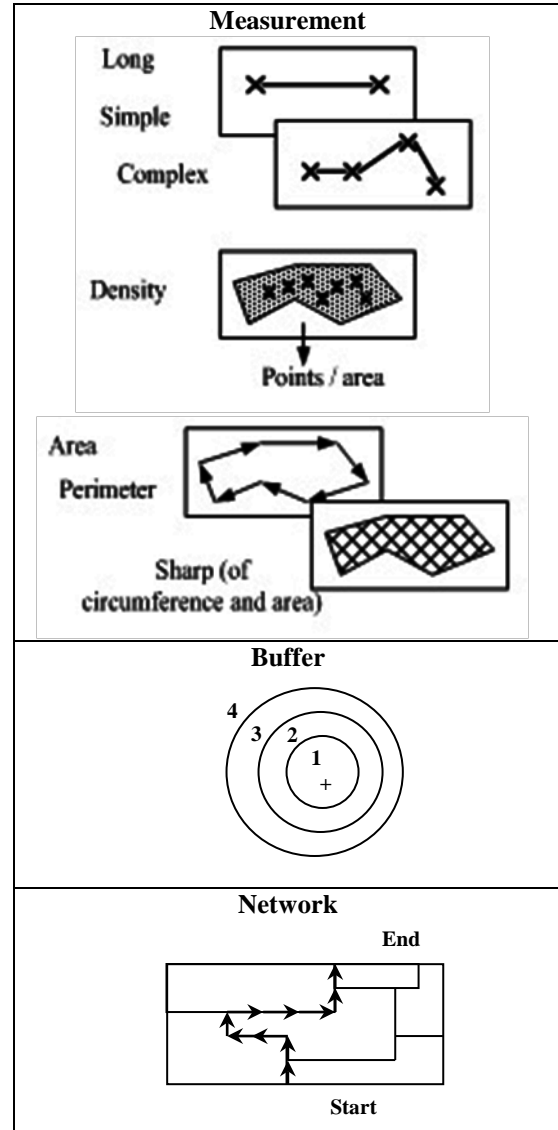 Measurement
Long
Simple
Complex
Density
Points / area
Area
Perimeter
Sharp (of
circumference and area)
Buffer
4
3
2
1
+
Network
End
Start